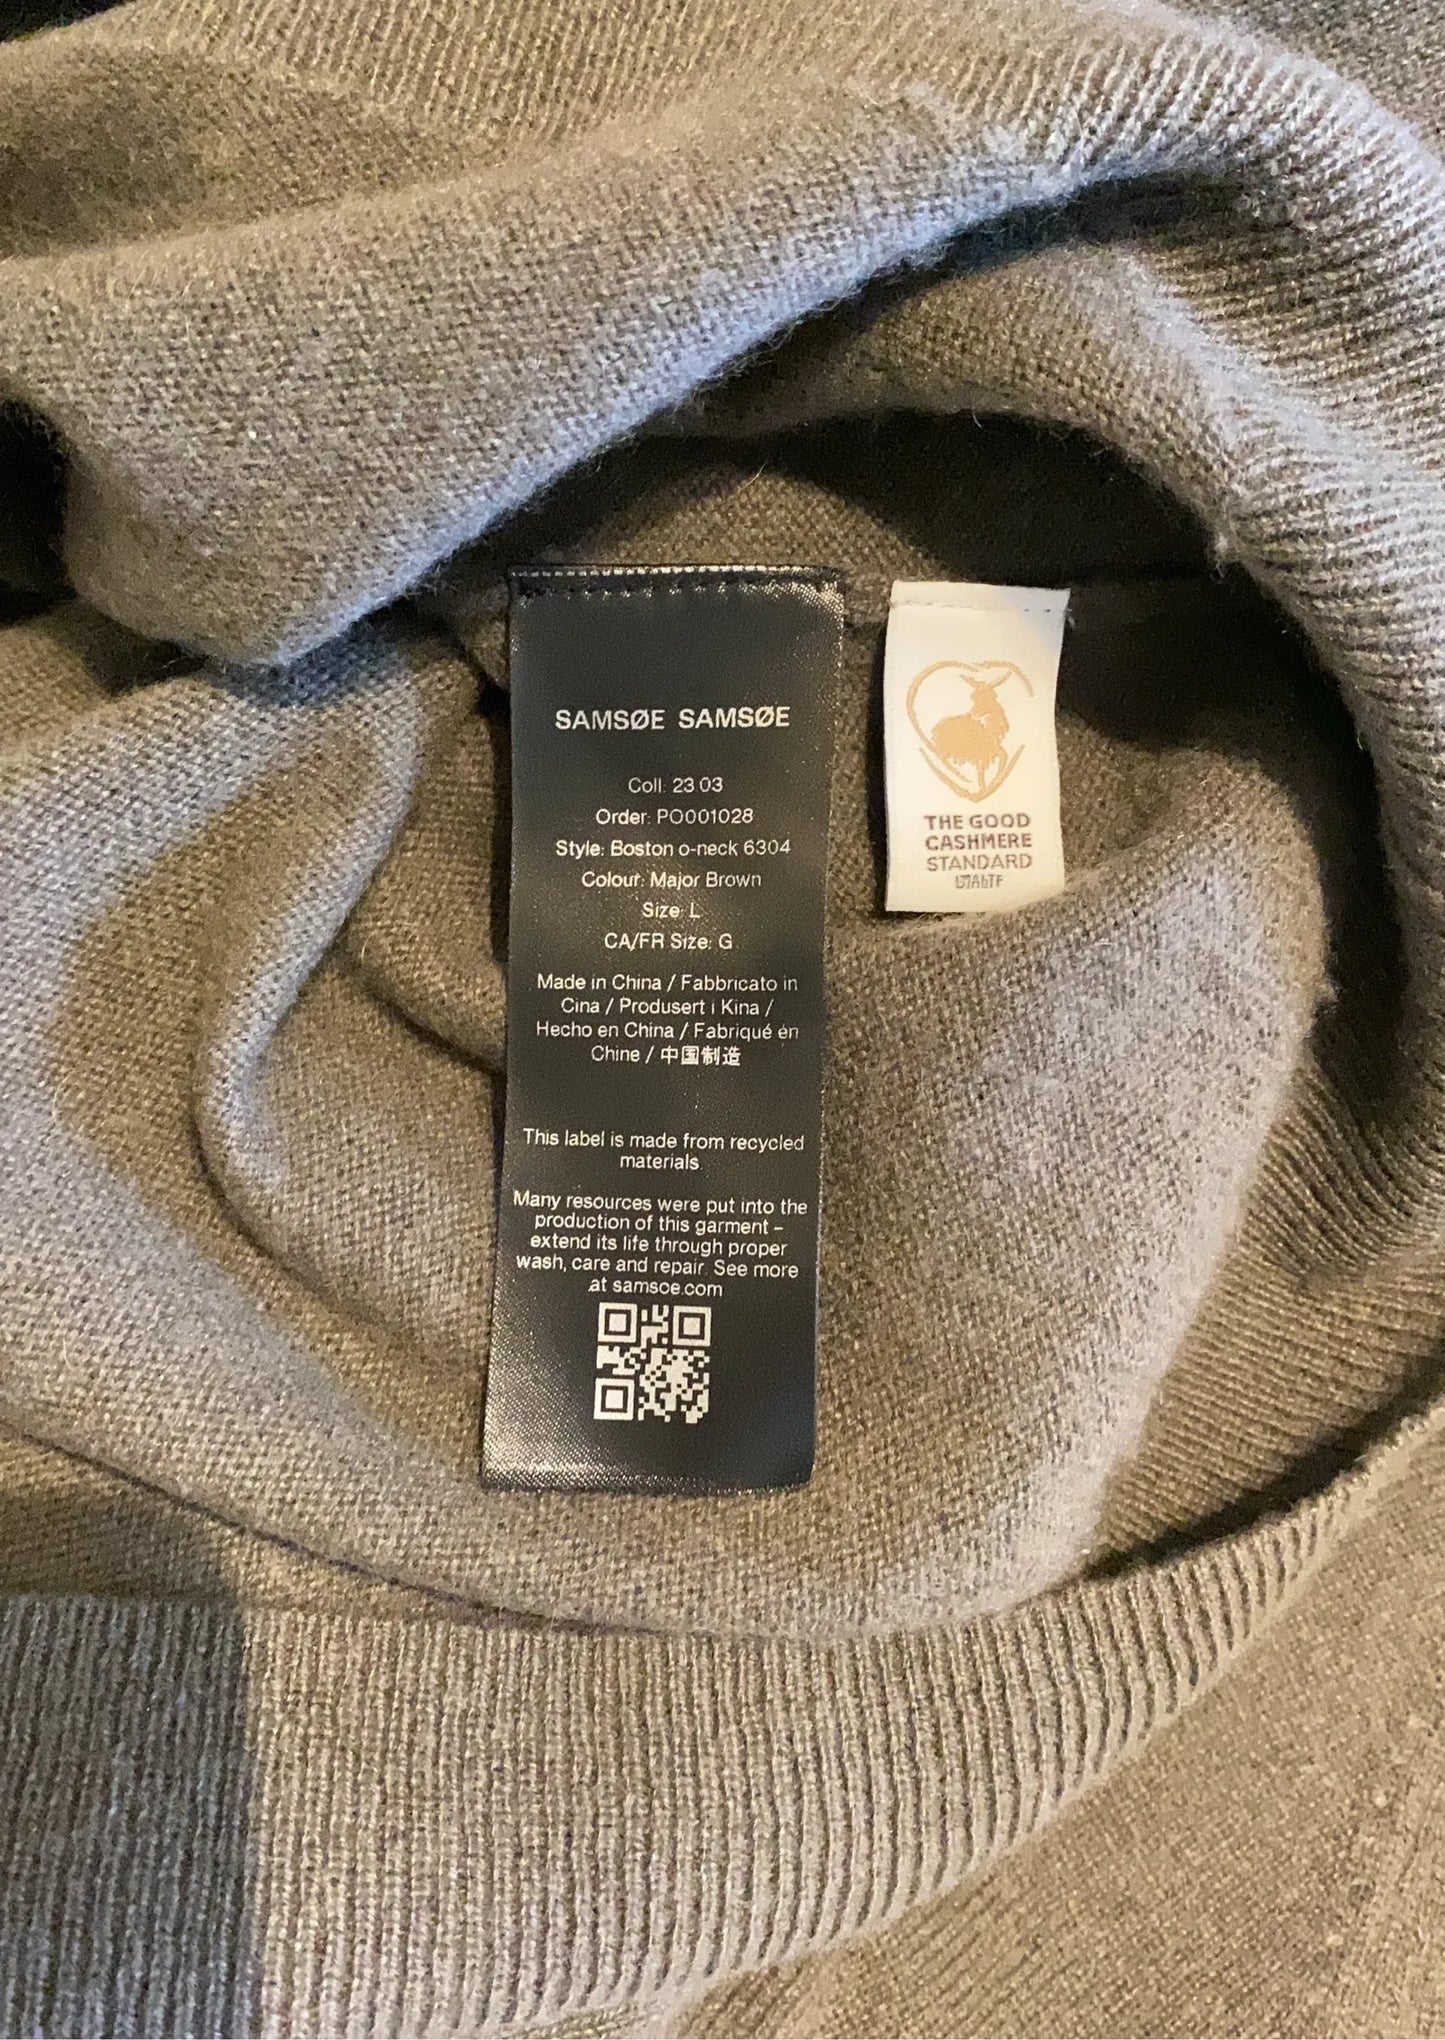 SAMSØE SAMSØE
Coll: 23 03
Order: PO001028
Style: Boston o-neck 6304
Colour: Major Brown
Size: L
CA/FR Size: G
Made in China / Fabbricato in
Cina / Produsert i Kina /
Hecho en China / Fabriqué en
Chine / 中国制造
This label is made from recycled
materials.
Many resources were put into the
production of this garment –
extend its life through proper
wash, care and repair. See more
at samsoe.com
THE GOOD
CASHMERE
STANDARD